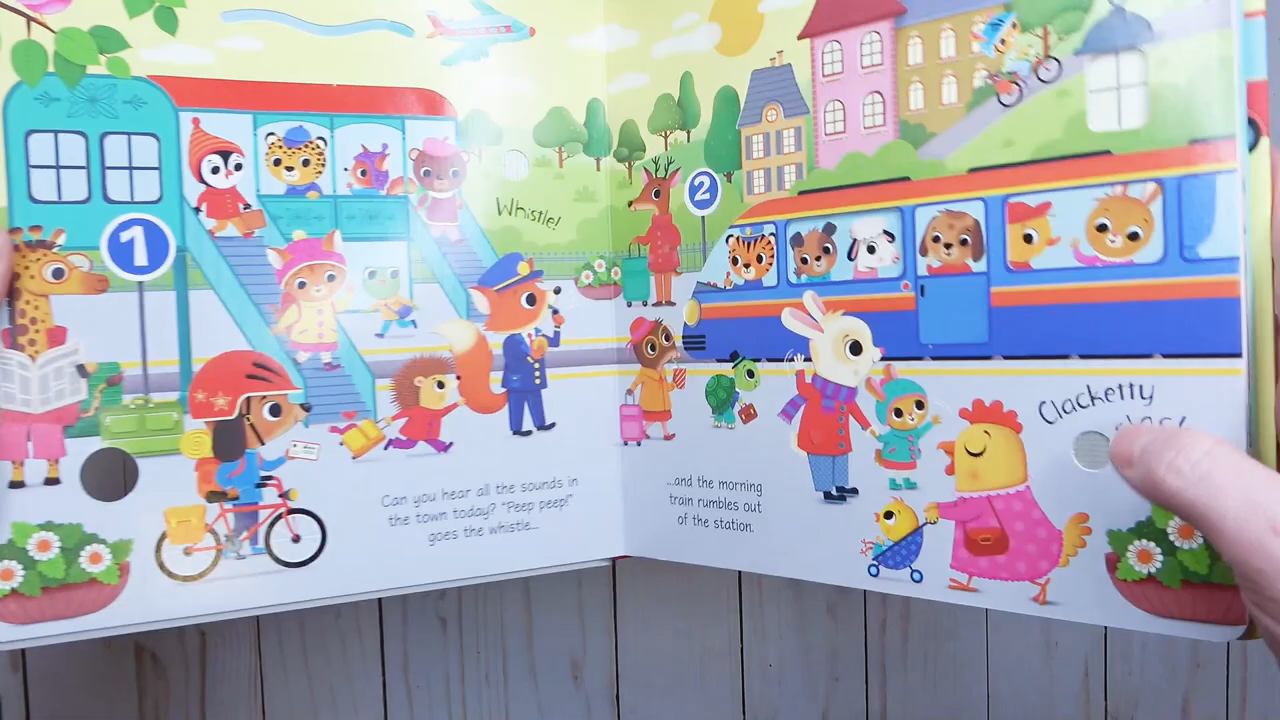 Whistle!
2
1
Clacketty
Can you hear all the sounds in
the town today? "Peep peep!"
goes the whistle...
...and the morning
train rumbles out
of the station.